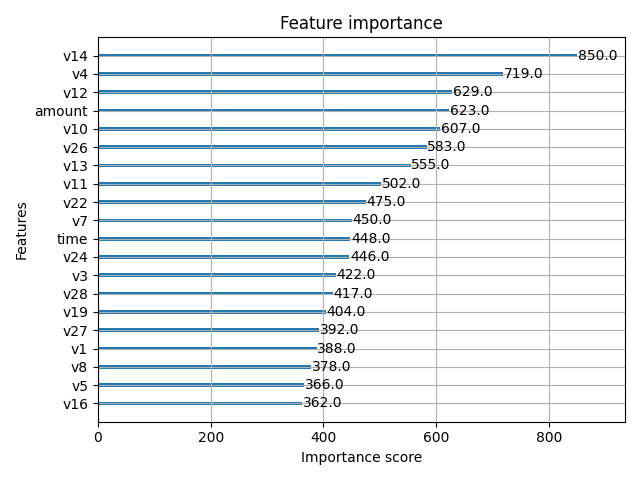 Feature importance
v14 850.0
v4 719.0
v12 629.0
amount 623.0
v10 607.0
v26 583.0
v13 555.0
v11 502.0
v22 475.0
v7 450.0
time 448.0
v24 446.0
v3 422.0
v28 417.0
v19 404.0
v27 392.0
v1 388.0
v8 378.0
v5 366.0
v16 362.0
Features
0 200 400 600 800
Importance score